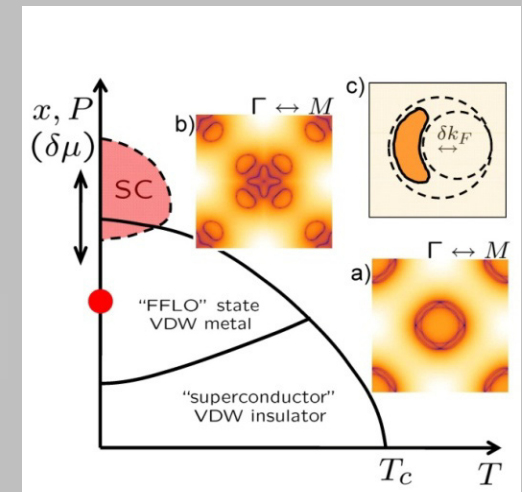 x, P
(δμ)
SC
b)
Γ ↔ M
c)
δk_F
↔
Γ ↔ M
a)
“FFLO” state
VDW metal
“superconductor”
VDW insulator
T_c
T